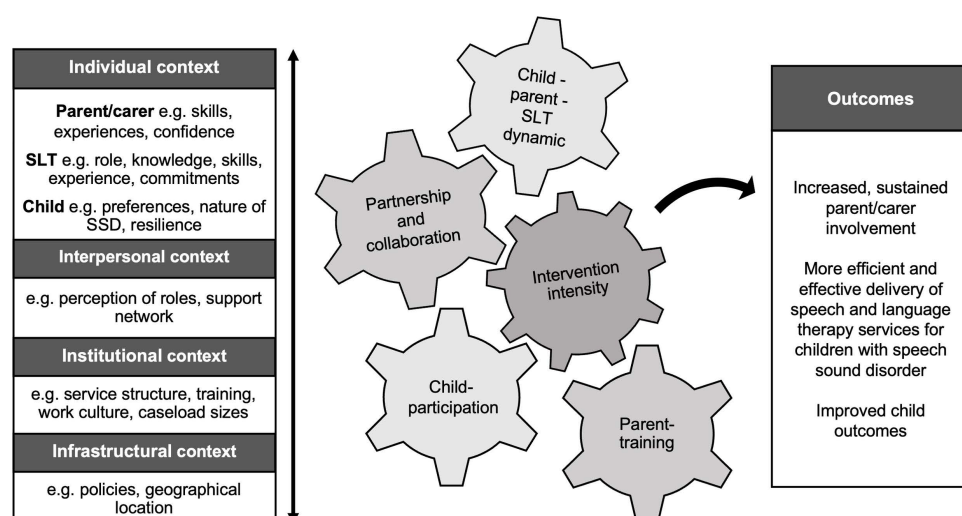 Individual context
Parent/carer e.g. skills,
experiences, confidence
SLT e.g. role, knowledge, skills,
experience, commitments
Child e.g. preferences, nature of
SSD, resilience
Interpersonal context
e.g. perception of roles, support
network
Institutional context
e.g. service structure, training,
work culture, caseload sizes
Infrastructural context
e.g. policies, geographical
location
Child -
parent -
SLT
dynamic
Partnership
and
collaboration
Intervention
intensity
Child-
participation
Parent-
training
Outcomes
Increased, sustained
parent/carer
involvement
More efficient and
effective delivery of
speech and language
therapy services for
children with speech
sound disorder
Improved child
outcomes